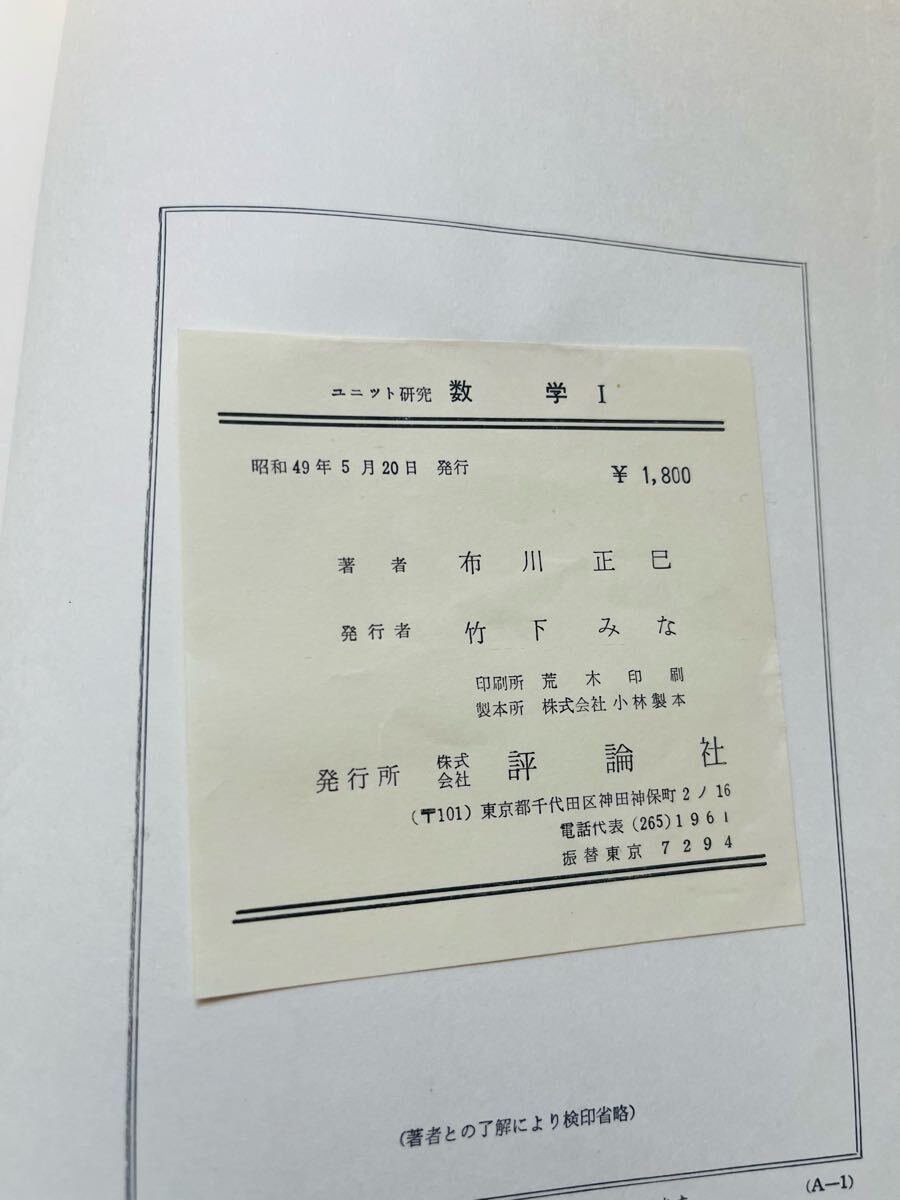 ユニット研究 数学 I
昭和49年5月20日 発行 ¥ 1,800
著者 布川正巳
発行者 竹下みな
印刷所 荒木印刷
製本所 株式会社小林製本
発行所 株式会社 評論社
(〒101) 東京都千代田区神田神保町2ノ16
電話代表 (265) 1961
振替東京 7294
(著者との了解により検印省略)
(A—1)